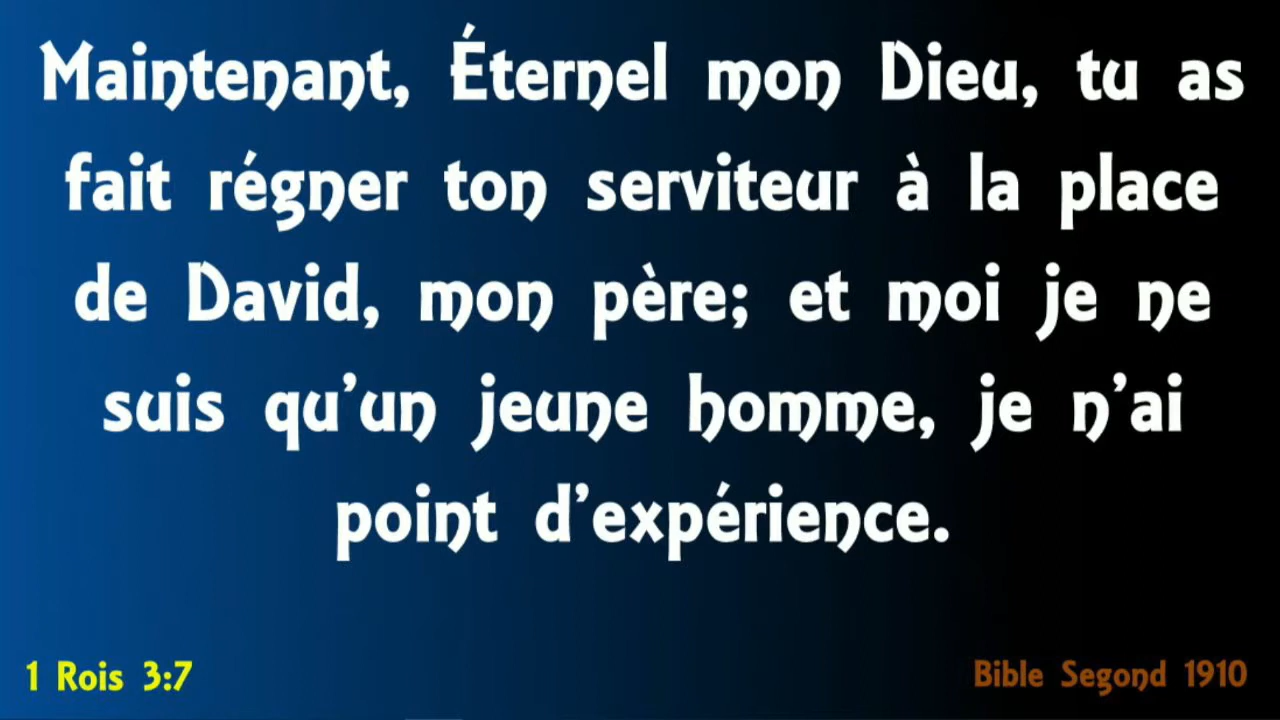 Maintenant, Éternel mon Dieu, tu as
fait régner ton serviteur à la place
de David, mon père; et moi je ne
suis qu'un jeune homme, je n'ai
point d'expérience.
1 Rois 3:7
Bible Segond 1910